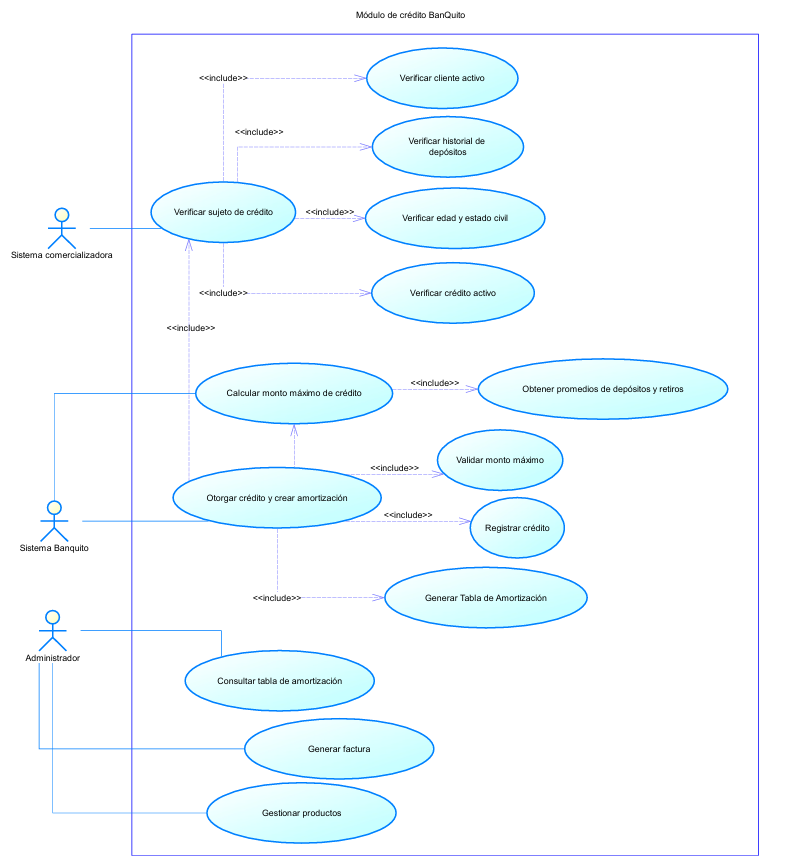 Módulo de crédito BanQuito
<<include>>
Verificar cliente activo
<<include>>
Verificar historial de
depósitos
Verificar sujeto de crédito
<<include>>
Verificar edad y estado civil
Sistema comercializadora
<<include>>
Verificar crédito activo
<<include>>
Calcular monto máximo de crédito
<<include>>
Obtener promedios de depósitos y retiros
<<include>>
Validar monto máximo
Otorgar crédito y crear amortización
<<include>>
Registrar crédito
Sistema Banquito
<<include>>
Generar Tabla de Amortización
Administrador
Consultar tabla de amortización
Generar factura
Gestionar productos